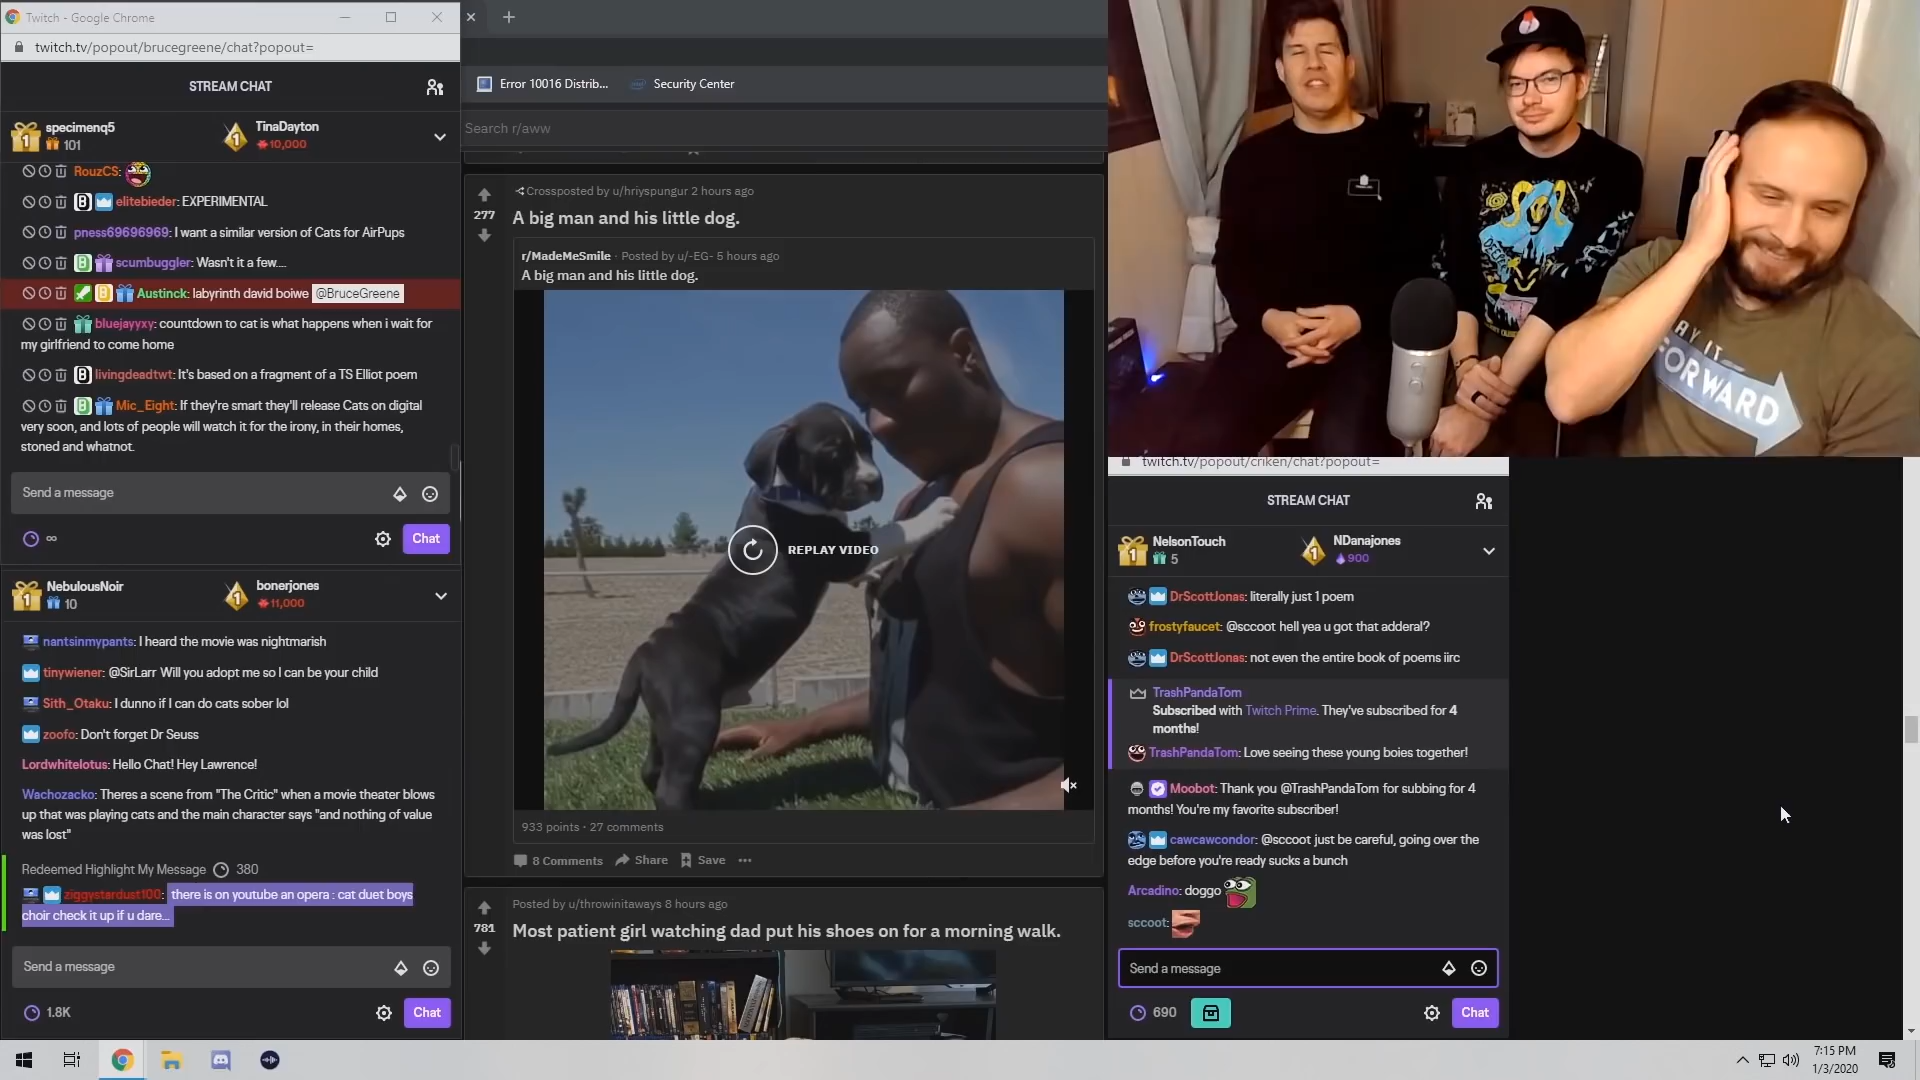 Twitch - Google Chrome
twitch.tv/popout/brucegreene/chat?popout=
STREAM CHAT
specimenq5
101
TinaDayton
10,000
RouzCS:
elitebieder: EXPERIMENTAL
pness69696969: I want a similar version of Cats for AirPups
scumbuggler: Wasn't it a few....
Austinck: labyrinth david boiwe @BruceGreene
bluejayyxy: countdown to cat is what happens when i wait for
my girlfriend to come home
livingdeadtwt: It's based on a fragment of a TS Elliot poem
Mic_Eight: If they're smart they'll release Cats on digital
very soon, and lots of people will watch it for the irony, in their homes,
stoned and whatnot.
Send a message
∞
Chat
NebulousNoir
10
bonerjones
11,000
nantsinmypants: I heard the movie was nightmarish
tinywiener: @SirLarr Will you adopt me so I can be your child
Sith_Otaku: I dunno if I can do cats sober lol
zoofo: Don't forget Dr Seuss
Lordwhitelotus: Hello Chat! Hey Lawrence!
Wachozacko: Theres a scene from "The Critic" when a movie theater blows
up that was playing cats and the main character says "and nothing of value
was lost"
Redeemed Highlight My Message 380
ziggystardust100: there is on youtube an opera : cat duet boys
choir check it up if u dare...
Send a message
1.8K
Chat
Error 10016 Distrib...
Security Center
Search r/aww
Crossposted by u/hriyspungur 2 hours ago
277
A big man and his little dog.
r/MadeMeSmile · Posted by u/-EG- 5 hours ago
A big man and his little dog.
REPLAY VIDEO
933 points · 27 comments
8 Comments
Share
Save
Posted by u/throwinitaways 8 hours ago
781
Most patient girl watching dad put his shoes on for a morning walk.
AY IT
FORWARD
twitch.tv/popout/criken/chat?popout=
STREAM CHAT
NelsonTouch
5
NDanajones
900
DrScottJonas: literally just 1 poem
frostyfaucet: @sccoot hell yea u got that adderal?
DrScottJonas: not even the entire book of poems iirc
TrashPandaTom
Subscribed with Twitch Prime. They've subscribed for 4
months!
TrashPandaTom: Love seeing these young boies together!
Moobot: Thank you @TrashPandaTom for subbing for 4
months! You're my favorite subscriber!
cawcawcondor: @sccoot just be careful, going over the
edge before you're ready sucks a bunch
Arcadino: doggo
sccoot:
Send a message
690
Chat
7:15 PM
1/3/2020